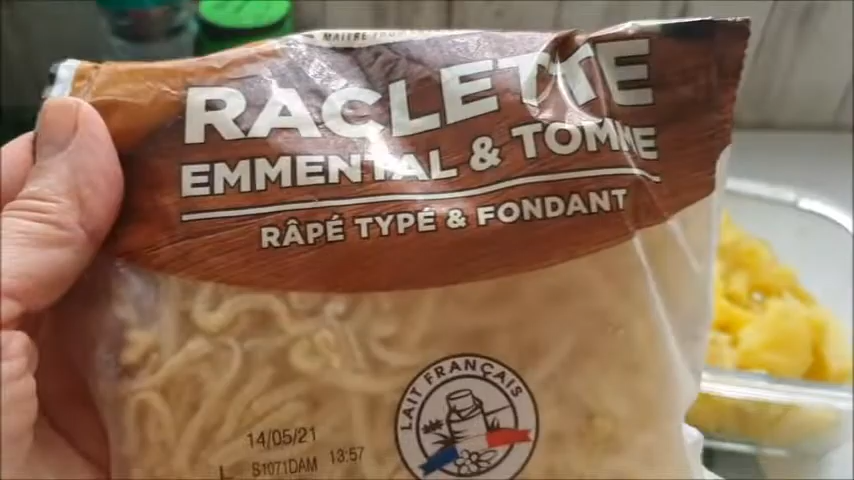 RACLETTE
EMMENTAL & TOMME
RÂPÉ TYPÉ & FONDANT
LAIT FRANÇAIS
14/05/21
L S1071DAM 13:57